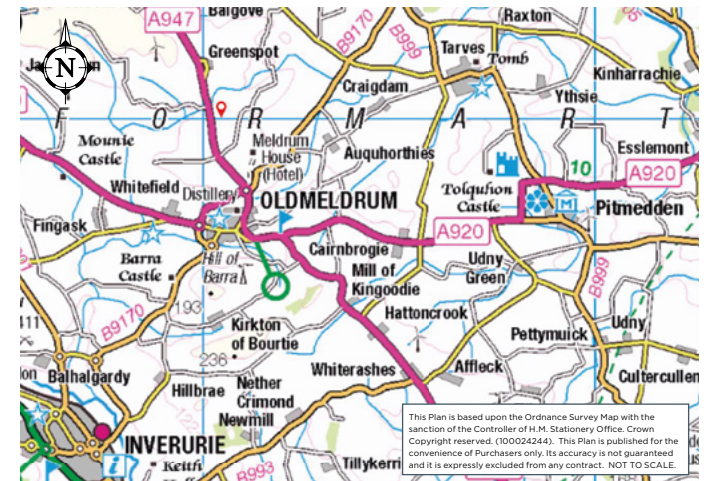 A947
Balgove
Raxton
B9170
B999
Greenspot
Tarves
Tomb
N
Kinharrachie
Craigdam
Ythsie
F O R M A R T
Mounie
Castle
Meldrum
House
(Hotel)
Auquhorthies
Esslemont
10
A920
Whitefield
Distillery
OLDMELDRUM
Tolquhon
Castle
M
Pitmedden
Fingask
A920
Cairnbrogie
Barra
Castle
Hill of
Barra
Mill of
Kingoodie
Udny
Green
B999
193
Hattoncrook
B9170
411
Kirkton
of Bourtie
Pettymuick
Udny
236
Whiterashes
Affleck
Balhalgardy
Hillbrae
Nether
Crimond
Cultercullen
Newmill
INVERURIE
i
Keith
B993
Tillykerri
This Plan is based upon the Ordnance Survey Map with the
sanction of the Controller of H.M. Stationery Office. Crown
Copyright reserved. (100024244). This Plan is published for the
convenience of Purchasers only. Its accuracy is not guaranteed
and it is expressly excluded from any contract. NOT TO SCALE.